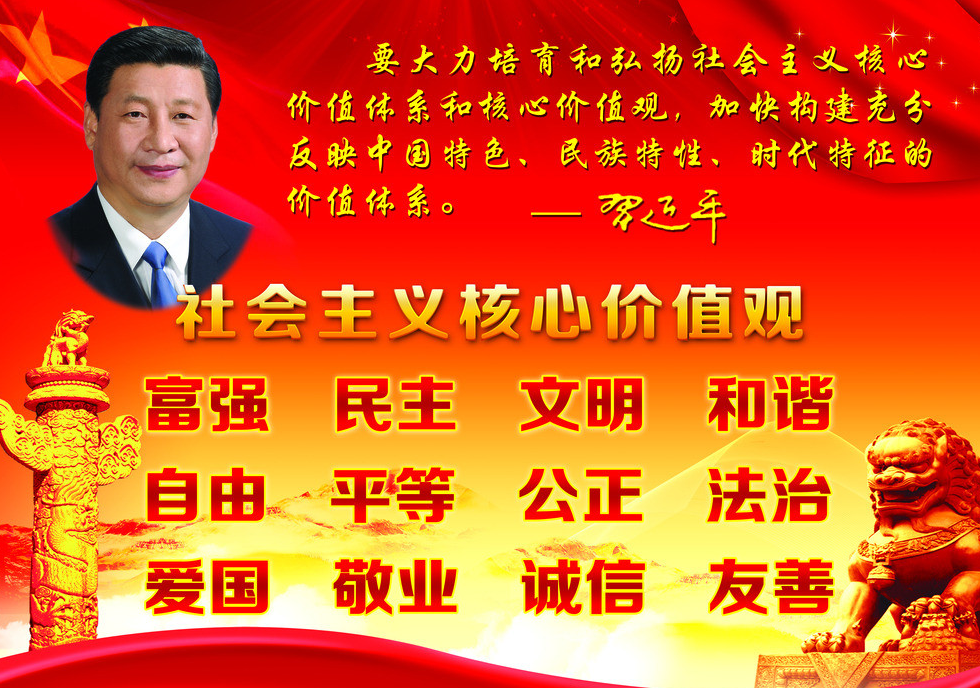 要大力培育和弘扬社会主义核心
价值体系和核心价值观，加快构建充分
反映中国特色、民族特性、时代特征的
价值体系。 — 习近平
社会主义核心价值观
富强 民主 文明 和谐
自由 平等 公正 法治
爱国 敬业 诚信 友善